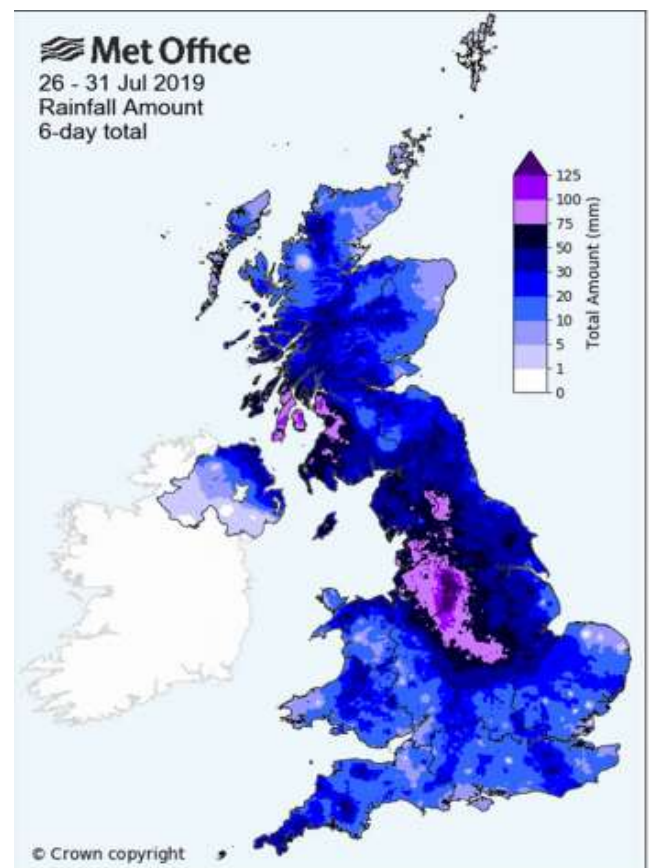 Met Office
26 - 31 Jul 2019
Rainfall Amount
6-day total
125
100
75
50
30
20
10
5
1
0
Total Amount (mm)
© Crown copyright